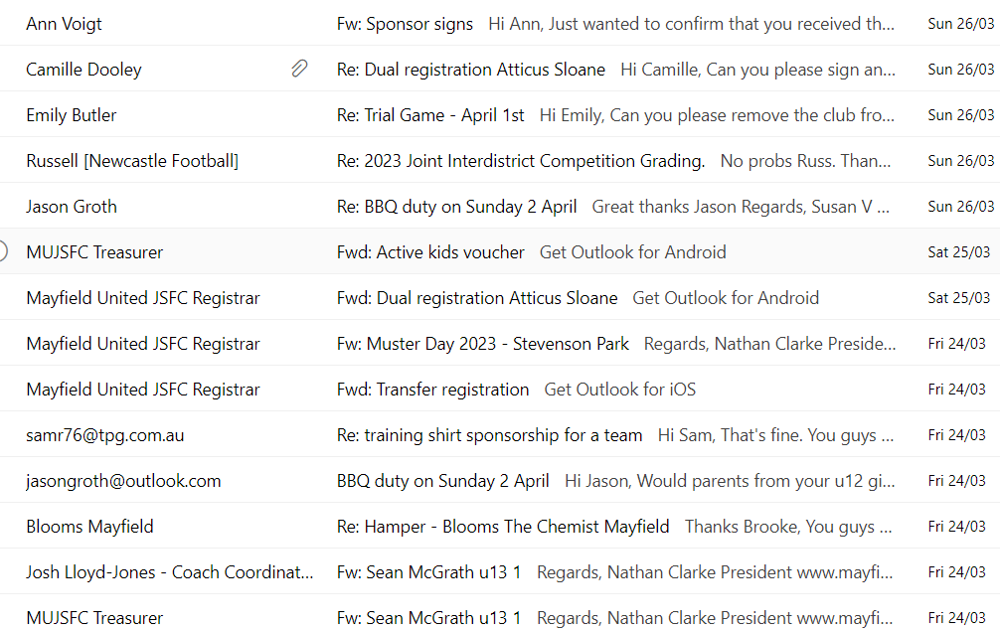 Ann Voigt Fw: Sponsor signs Hi Ann, Just wanted to confirm that you received th... Sun 26/03
Camille Dooley Re: Dual registration Atticus Sloane Hi Camille, Can you please sign an... Sun 26/03
Emily Butler Re: Trial Game - April 1st Hi Emily, Can you please remove the club fro... Sun 26/03
Russell [Newcastle Football] Re: 2023 Joint Interdistrict Competition Grading. No probs Russ. Than... Sun 26/03
Jason Groth Re: BBQ duty on Sunday 2 April Great thanks Jason Regards, Susan V ... Sun 26/03
MUJSFC Treasurer Fwd: Active kids voucher Get Outlook for Android Sat 25/03
Mayfield United JSFC Registrar Fwd: Dual registration Atticus Sloane Get Outlook for Android Sat 25/03
Mayfield United JSFC Registrar Fw: Muster Day 2023 - Stevenson Park Regards, Nathan Clarke Preside... Fri 24/03
Mayfield United JSFC Registrar Fwd: Transfer registration Get Outlook for iOS Fri 24/03
samr76@tpg.com.au Re: training shirt sponsorship for a team Hi Sam, That's fine. You guys ... Fri 24/03
jasongroth@outlook.com BBQ duty on Sunday 2 April Hi Jason, Would parents from your u12 gi... Fri 24/03
Blooms Mayfield Re: Hamper - Blooms The Chemist Mayfield Thanks Brooke, You guys ... Fri 24/03
Josh Lloyd-Jones - Coach Coordinat... Fw: Sean McGrath u13 1 Regards, Nathan Clarke President www.mayfi... Fri 24/03
MUJSFC Treasurer Fw: Sean McGrath u13 1 Regards, Nathan Clarke President www.mayfi... Fri 24/03